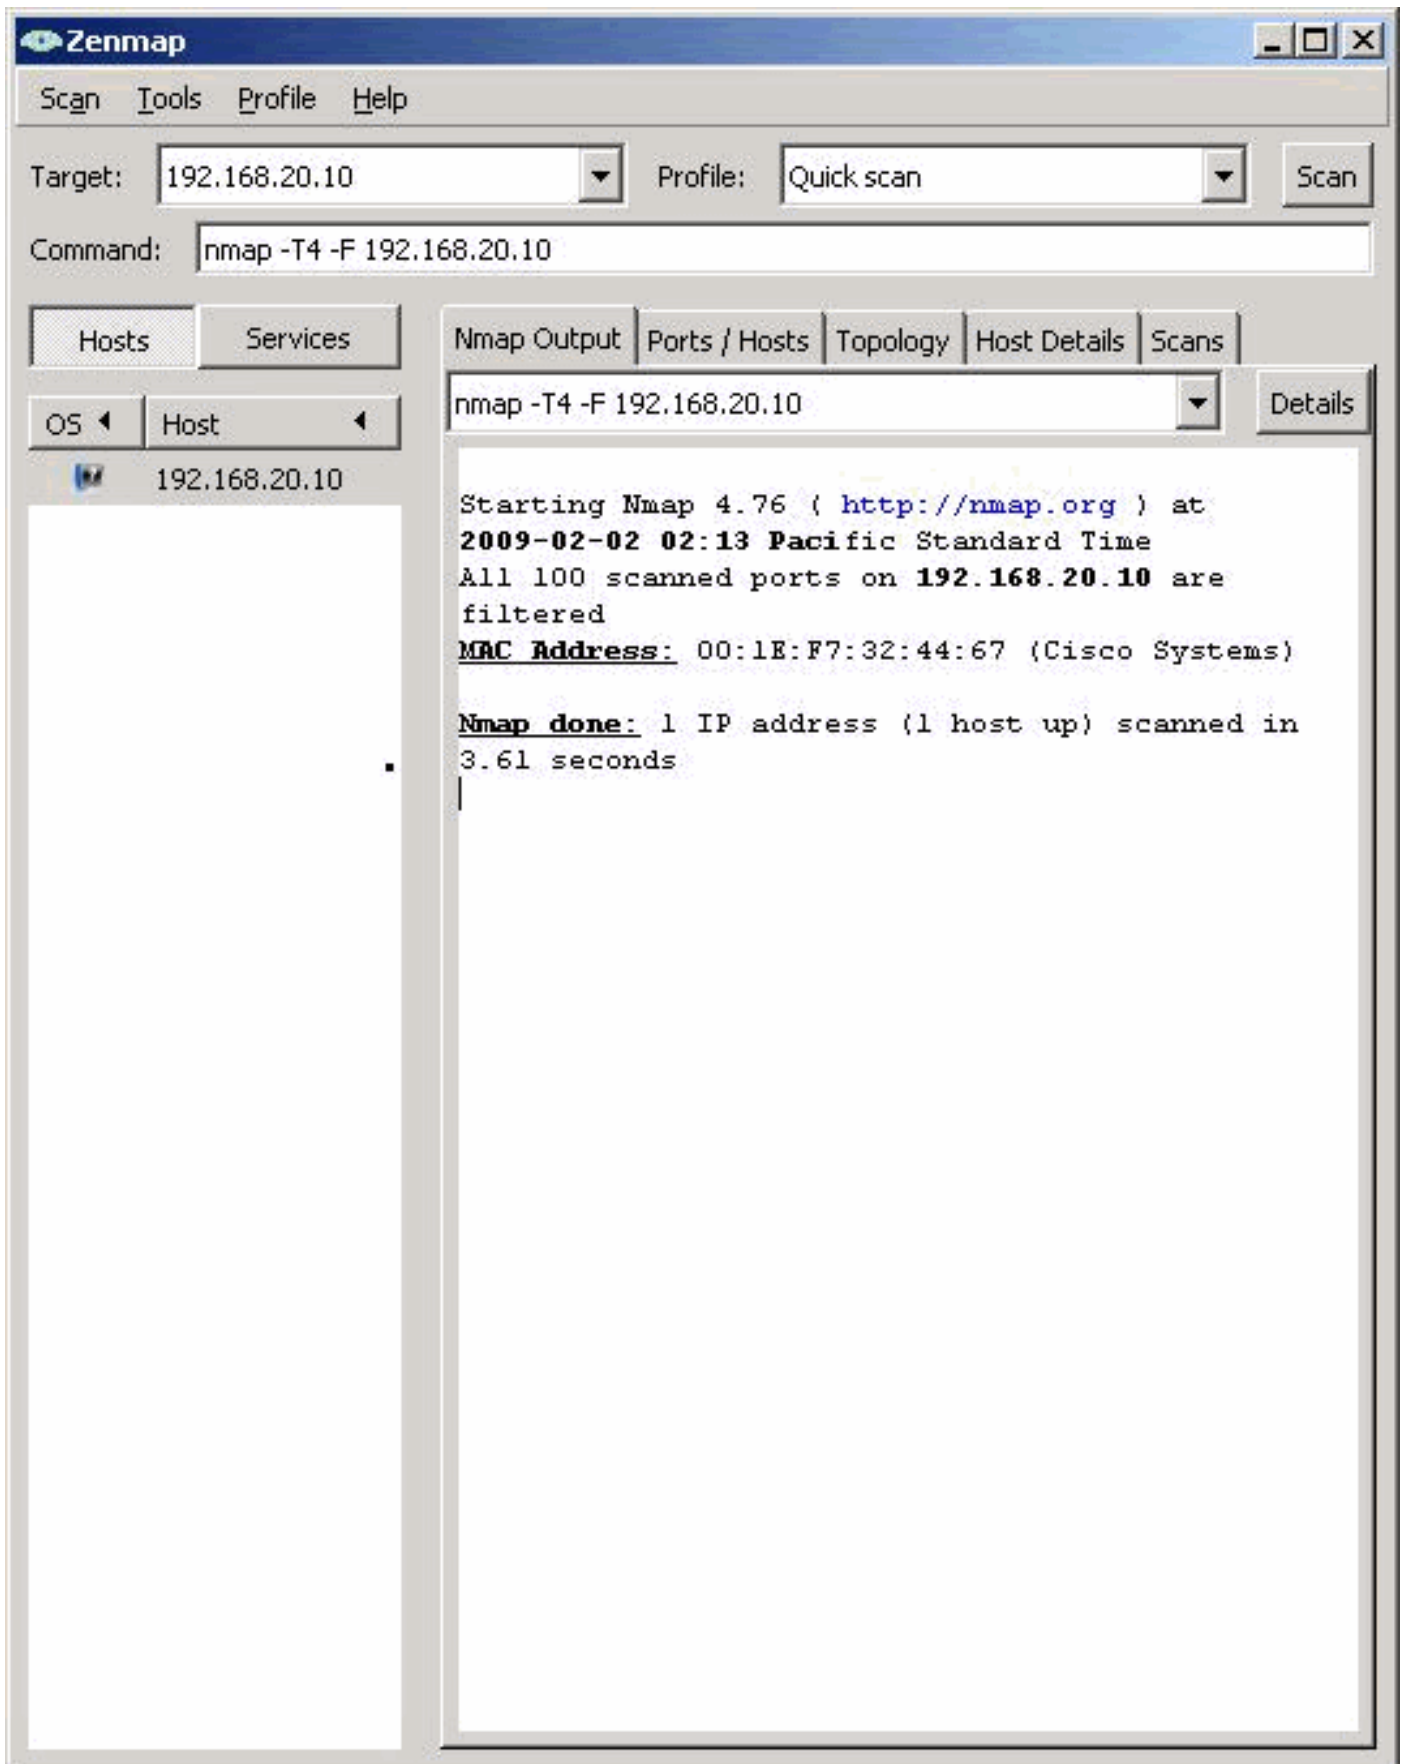 Zenmap
Scan Tools Profile Help
Target: 192.168.20.10 Profile: Quick scan Scan
Command: nmap -T4 -F 192.168.20.10
Hosts Services
Nmap Output Ports / Hosts Topology Host Details Scans
nmap -T4 -F 192.168.20.10 Details
OS Host
192.168.20.10
Starting Nmap 4.76 ( http://nmap.org ) at
2009-02-02 02:13 Pacific Standard Time
All 100 scanned ports on 192.168.20.10 are
filtered
MAC Address: 00:1E:F7:32:44:67 (Cisco Systems)
Nmap done: 1 IP address (1 host up) scanned in
3.61 seconds